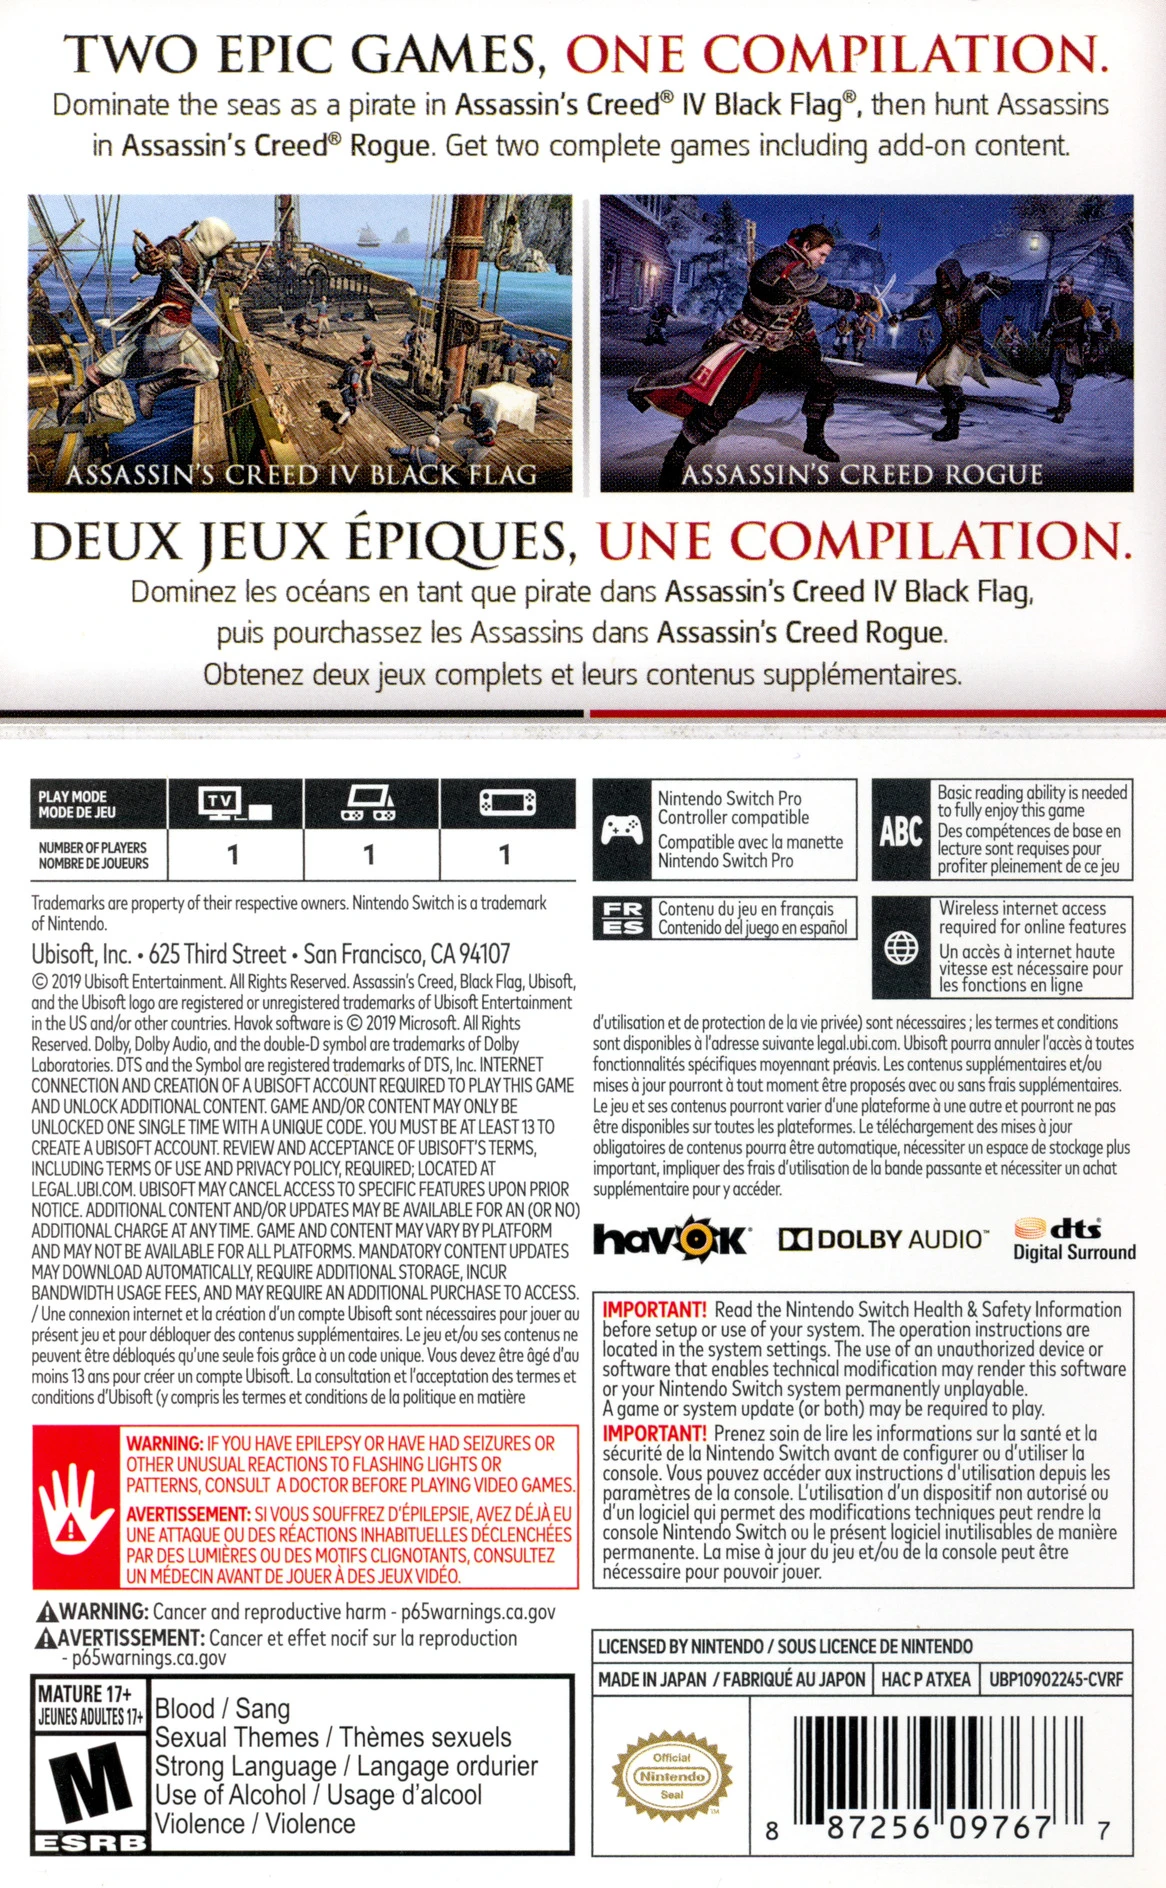 TWO EPIC GAMES, ONE COMPILATION.
Dominate the seas as a pirate in Assassin's Creed® IV Black Flag®, then hunt Assassins
in Assassin's Creed® Rogue. Get two complete games including add-on content.
ASSASSIN'S CREED IV BLACK FLAG
ASSASSIN'S CREED ROGUE
DEUX JEUX ÉPIQUES, UNE COMPILATION.
Dominez les océans en tant que pirate dans Assassin's Creed IV Black Flag,
puis pourchassez les Assassins dans Assassin's Creed Rogue.
Obtenez deux jeux complets et leurs contenus supplémentaires.
PLAY MODE
MODE DE JEU
TV
NUMBER OF PLAYERS
NOMBRE DE JOUEURS
1
1
1
Nintendo Switch Pro
Controller compatible
Compatible avec la manette
Nintendo Switch Pro
ABC
Basic reading ability is needed
to fully enjoy this game
Des compétences de base en
lecture sont requises pour
profiter pleinement de ce jeu
FR
ES
Contenu du jeu en français
Contenido del juego en español
Wireless internet access
required for online features
Un accès à internet haute
vitesse est nécessaire pour
les fonctions en ligne
Trademarks are property of their respective owners. Nintendo Switch is a trademark
of Nintendo.
Ubisoft, Inc. • 625 Third Street • San Francisco, CA 94107
© 2019 Ubisoft Entertainment. All Rights Reserved. Assassin's Creed, Black Flag, Ubisoft,
and the Ubisoft logo are registered or unregistered trademarks of Ubisoft Entertainment
in the US and/or other countries. Havok software is © 2019 Microsoft. All Rights
Reserved. Dolby, Dolby Audio, and the double-D symbol are trademarks of Dolby
Laboratories. DTS and the Symbol are registered trademarks of DTS, Inc. INTERNET
CONNECTION AND CREATION OF A UBISOFT ACCOUNT REQUIRED TO PLAY THIS GAME
AND UNLOCK ADDITIONAL CONTENT. GAME AND/OR CONTENT MAY ONLY BE
UNLOCKED ONE SINGLE TIME WITH A UNIQUE CODE. YOU MUST BE AT LEAST 13 TO
CREATE A UBISOFT ACCOUNT. REVIEW AND ACCEPTANCE OF UBISOFT'S TERMS,
INCLUDING TERMS OF USE AND PRIVACY POLICY, REQUIRED; LOCATED AT
LEGAL.UBI.COM. UBISOFT MAY CANCEL ACCESS TO SPECIFIC FEATURES UPON PRIOR
NOTICE. ADDITIONAL CONTENT AND/OR UPDATES MAY BE AVAILABLE FOR AN (OR NO)
ADDITIONAL CHARGE AT ANY TIME. GAME AND CONTENT MAY VARY BY PLATFORM
AND MAY NOT BE AVAILABLE FOR ALL PLATFORMS. MANDATORY CONTENT UPDATES
MAY DOWNLOAD AUTOMATICALLY, REQUIRE ADDITIONAL STORAGE, INCUR
BANDWIDTH USAGE FEES, AND MAY REQUIRE AN ADDITIONAL PURCHASE TO ACCESS.
/ Une connexion internet et la création d'un compte Ubisoft sont nécessaires pour jouer au
présent jeu et pour débloquer des contenus supplémentaires. Le jeu et/ou ses contenus ne
peuvent être débloqués qu'une seule fois grâce à un code unique. Vous devez être âgé d'au
moins 13 ans pour créer un compte Ubisoft. La consultation et l'acceptation des termes et
conditions d'Ubisoft (y compris les termes et conditions de la politique en matière
d'utilisation et de protection de la vie privée) sont nécessaires ; les termes et conditions
sont disponibles à l'adresse suivante legal.ubi.com. Ubisoft pourra annuler l'accès à toutes
fonctionnalités spécifiques moyennant préavis. Les contenus supplémentaires et/ou
mises à jour pourront à tout moment être proposés avec ou sans frais supplémentaires.
Le jeu et ses contenus pourront varier d'une plateforme à une autre et pourront ne pas
être disponibles sur toutes les plateformes. Le téléchargement des mises à jour
obligatoires de contenus pourra être automatique, nécessiter un espace de stockage plus
important, impliquer des frais d'utilisation de la bande passante et nécessiter un achat
supplémentaire pour y accéder.
havok®
DOLBY AUDIO™
dts
Digital Surround
WARNING: IF YOU HAVE EPILEPSY OR HAVE HAD SEIZURES OR
OTHER UNUSUAL REACTIONS TO FLASHING LIGHTS OR
PATTERNS, CONSULT A DOCTOR BEFORE PLAYING VIDEO GAMES.
AVERTISSEMENT: SI VOUS SOUFFREZ D'ÉPILEPSIE, AVEZ DÉJÀ EU
UNE ATTAQUE OU DES RÉACTIONS INHABITUELLES DÉCLENCHÉES
PAR DES LUMIÈRES OU DES MOTIFS CLIGNOTANTS, CONSULTEZ
UN MÉDECIN AVANT DE JOUER À DES JEUX VIDÉO.
WARNING: Cancer and reproductive harm - p65warnings.ca.gov
AVERTISSEMENT: Cancer et effet nocif sur la reproduction
- p65warnings.ca.gov
IMPORTANT! Read the Nintendo Switch Health & Safety Information
before setup or use of your system. The operation instructions are
located in the system settings. The use of an unauthorized device or
software that enables technical modification may render this software
or your Nintendo Switch system permanently unplayable.
A game or system update (or both) may be required to play.
IMPORTANT! Prenez soin de lire les informations sur la santé et la
sécurité de la Nintendo Switch avant de configurer ou d'utiliser la
console. Vous pouvez accéder aux instructions d'utilisation depuis les
paramètres de la console. L'utilisation d'un dispositif non autorisé ou
d'un logiciel qui permet des modifications techniques peut rendre la
console Nintendo Switch ou le présent logiciel inutilisables de manière
permanente. La mise à jour du jeu et/ou de la console peut être
nécessaire pour pouvoir jouer.
MATURE 17+
JEUNES ADULTES 17+
M
ESRB
Blood / Sang
Sexual Themes / Thèmes sexuels
Strong Language / Langage ordurier
Use of Alcohol / Usage d'alcool
Violence / Violence
LICENSED BY NINTENDO / SOUS LICENCE DE NINTENDO
MADE IN JAPAN / FABRIQUÉ AU JAPON HAC P ATXEA UBP10902245-CVRF
Official
Nintendo
Seal
™
8 87256 09767 7